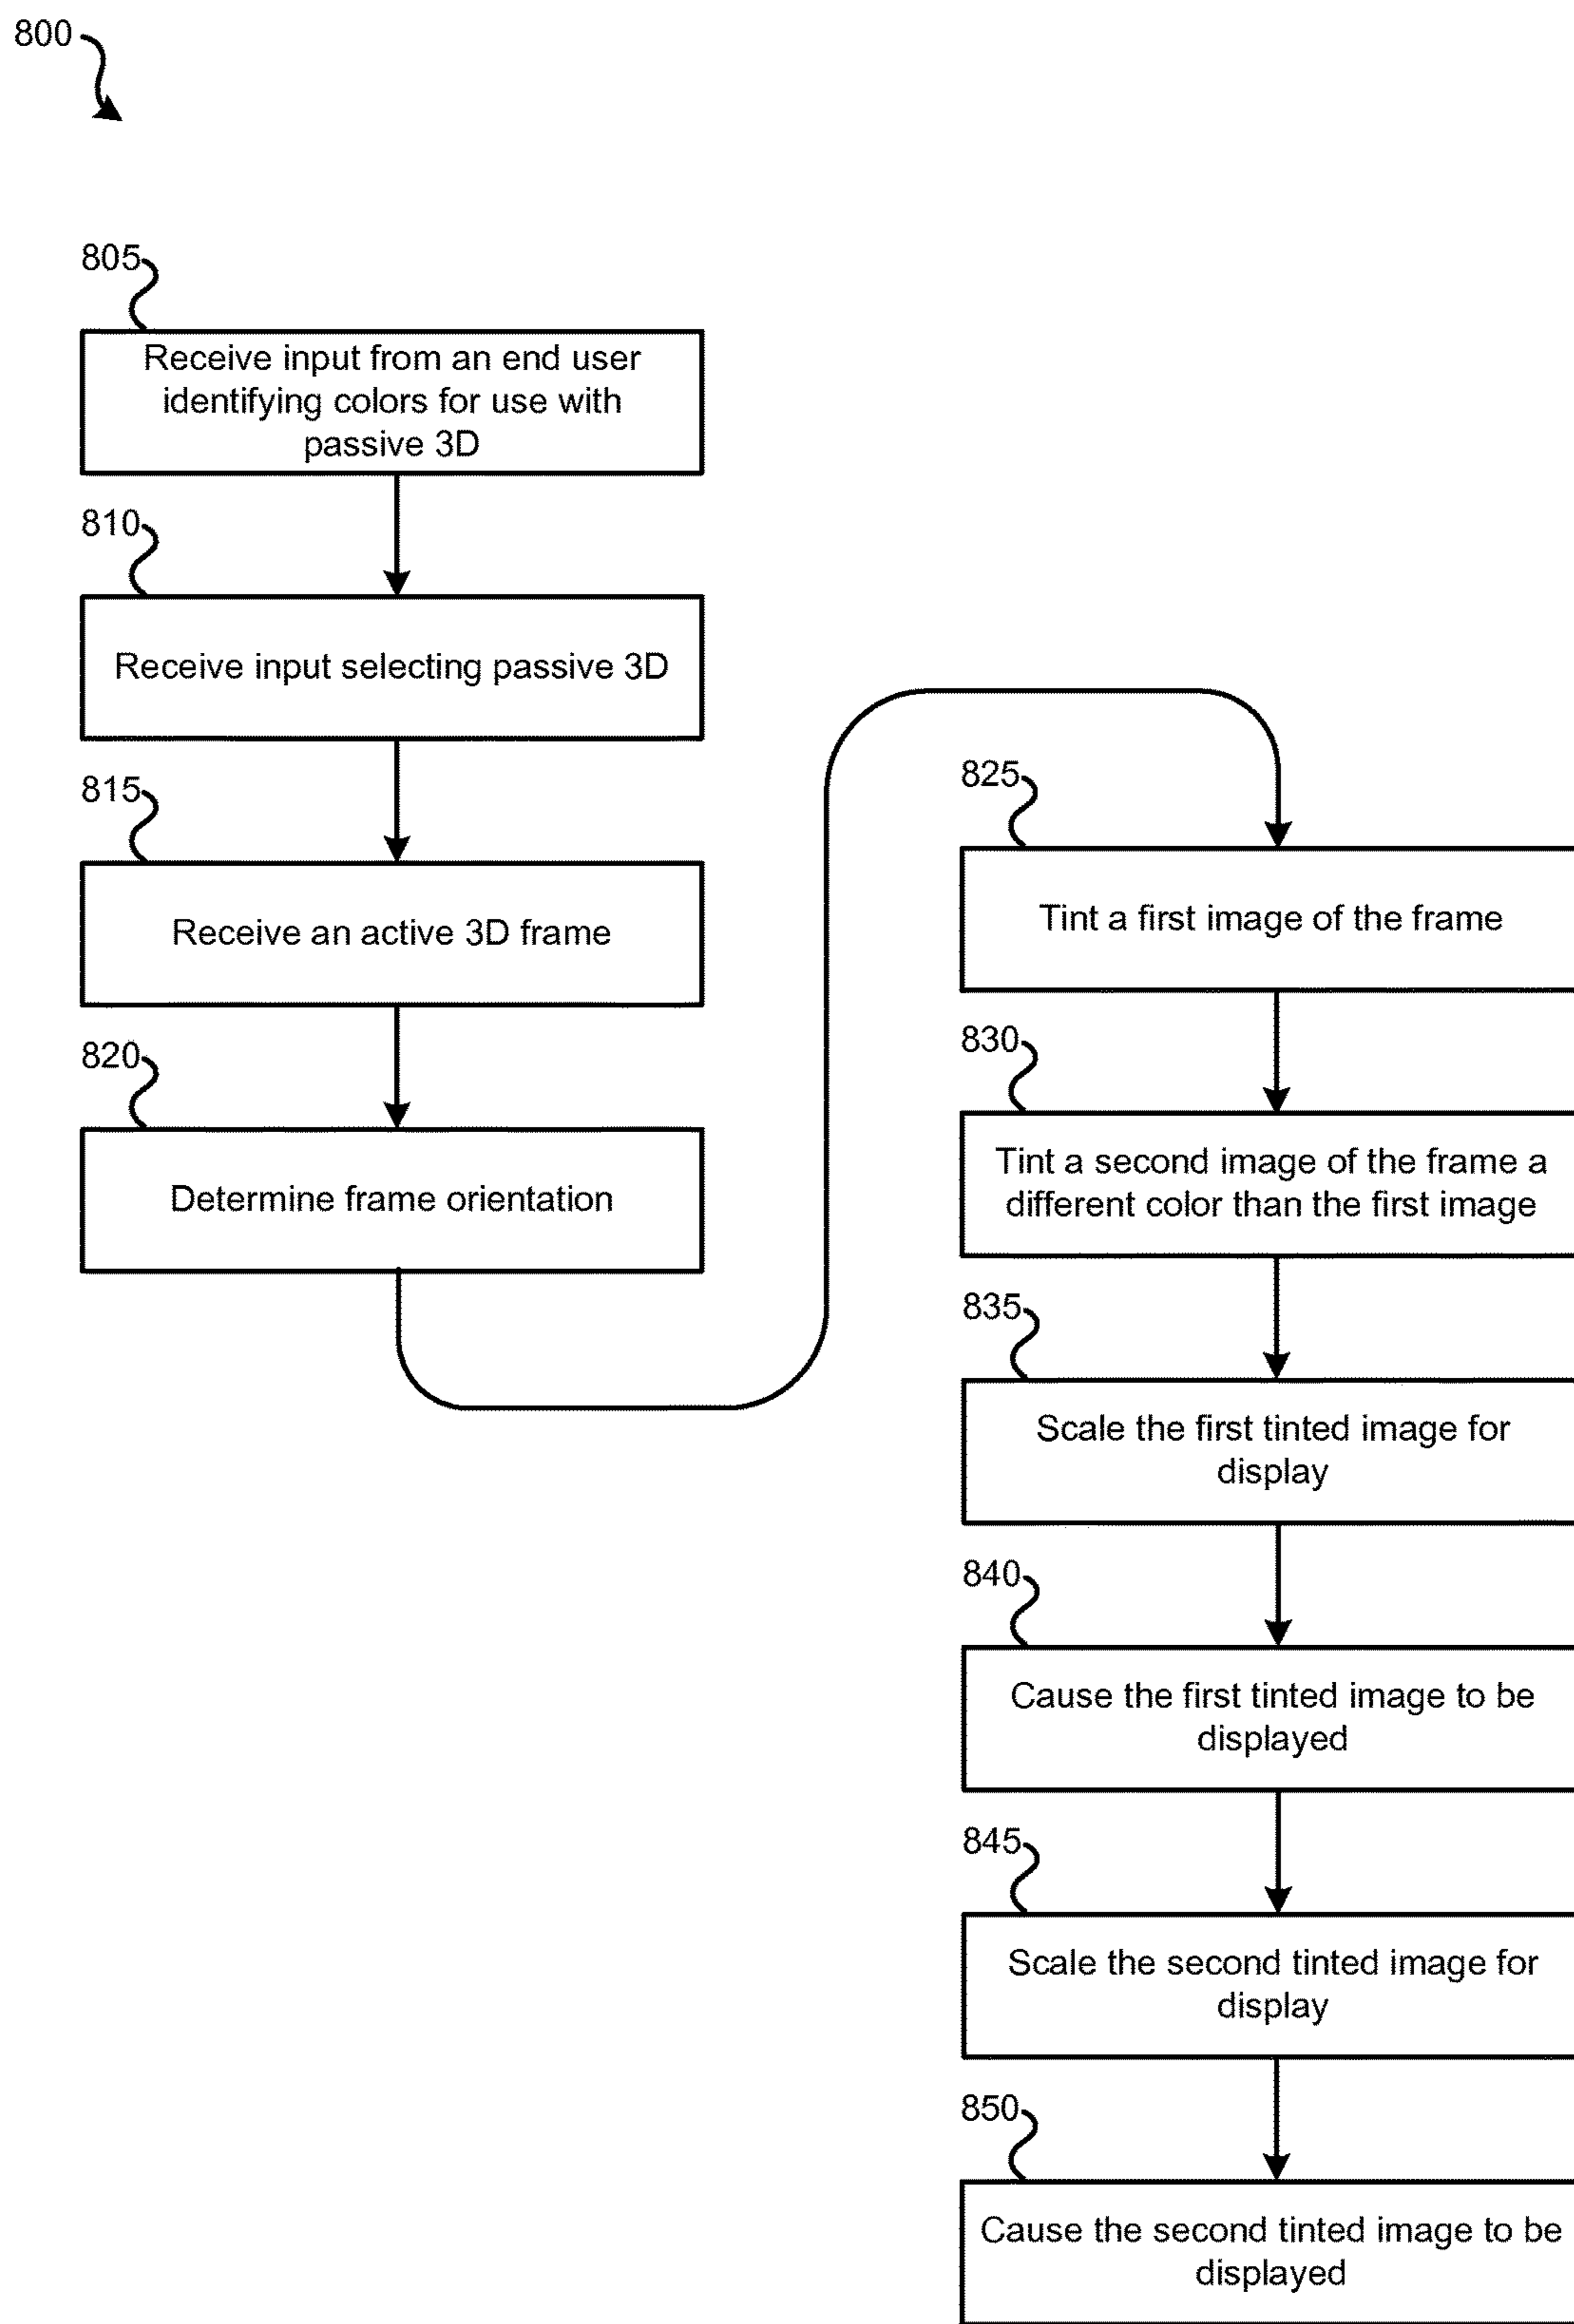 800
805
Receive input from an end user
identifying colors for use with
passive 3D
810
Receive input selecting passive 3D
815
Receive an active 3D frame
820
Determine frame orientation
825
Tint a first image of the frame
830
Tint a second image of the frame a
different color than the first image
835
Scale the first tinted image for
display
840
Cause the first tinted image to be
displayed
845
Scale the second tinted image for
display
850
Cause the second tinted image to be
displayed